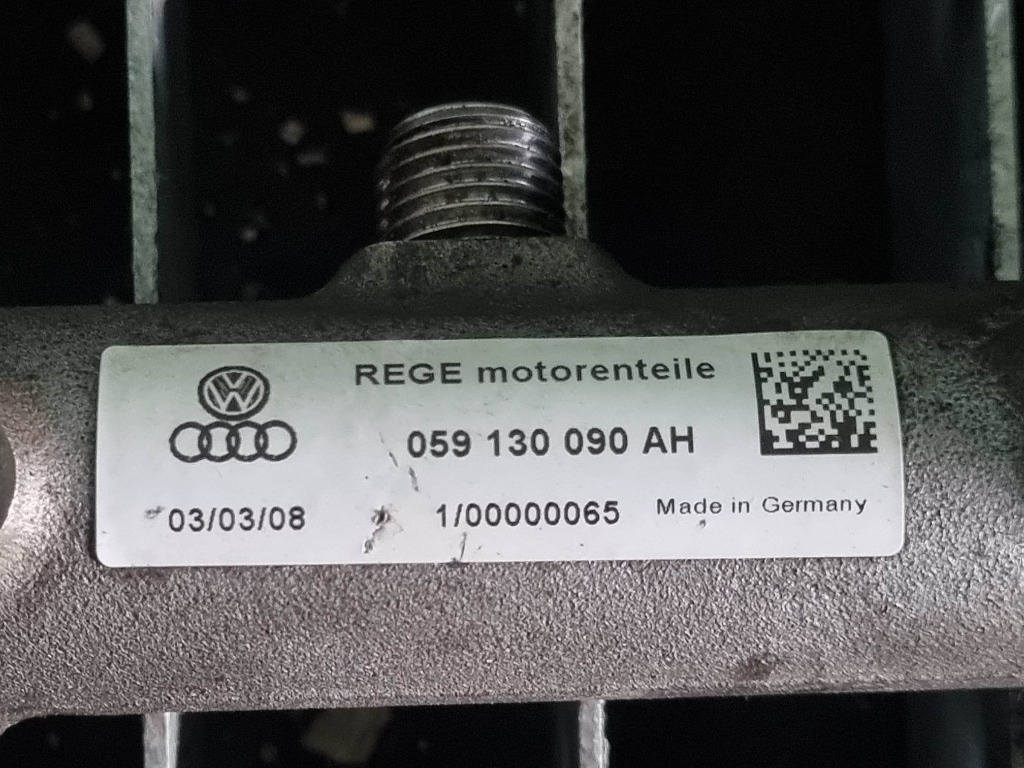 REGE motorenteile
059 130 090 AH
03/03/08 1/00000065 Made in Germany